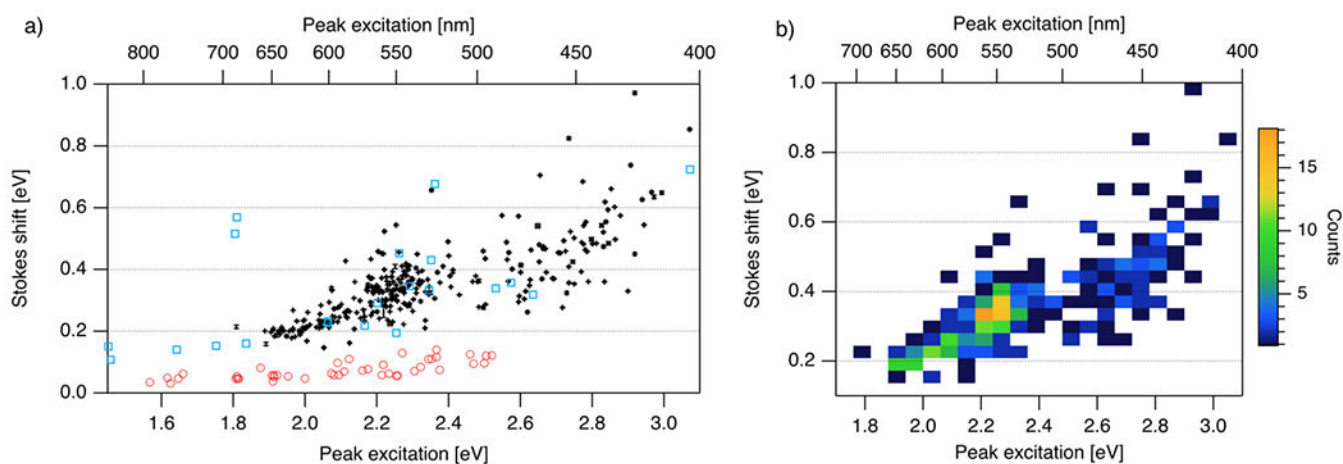 a)
Peak excitation [nm]
800 700 650 600 550 500 450 400
Stokes shift [eV]
1.0
0.8
0.6
0.4
0.2
0.0
1.6 1.8 2.0 2.2 2.4 2.6 2.8 3.0
Peak excitation [eV]
b)
Peak excitation [nm]
700 650 600 550 500 450 400
Stokes shift [eV]
1.0
0.8
0.6
0.4
0.2
1.8 2.0 2.2 2.4 2.6 2.8 3.0
Peak excitation [eV]
15
10
5
Counts